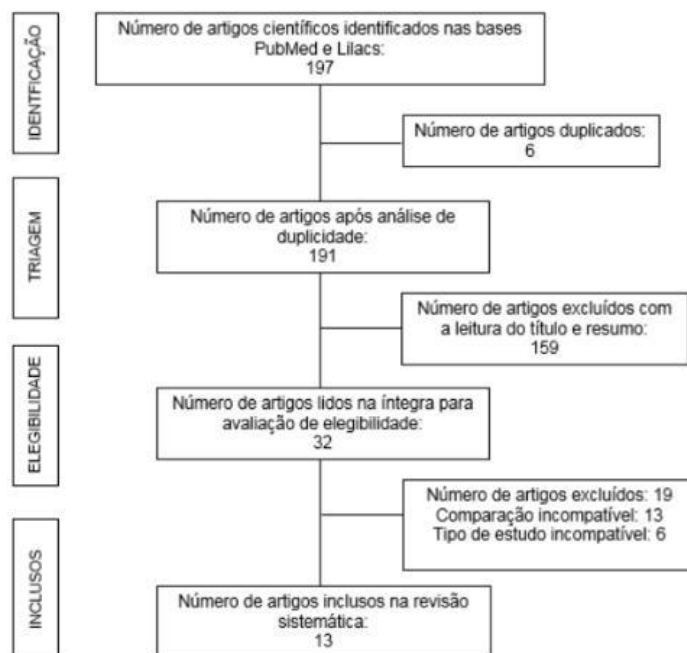 IDENTIFICAÇÃO
Número de artigos científicos identificados nas bases
PubMed e Lilacs:
197
Número de artigos duplicados:
6
TRIAGEM
Número de artigos após análise de
duplicidade:
191
Número de artigos excluídos com
a leitura do título e resumo:
159
ELEGIBILIDADE
Número de artigos lidos na íntegra para
avaliação de elegibilidade:
32
Número de artigos excluídos: 19
Comparação incompatível: 13
Tipo de estudo incompatível: 6
INCLUSOS
Número de artigos inclusos na revisão
sistemática:
13